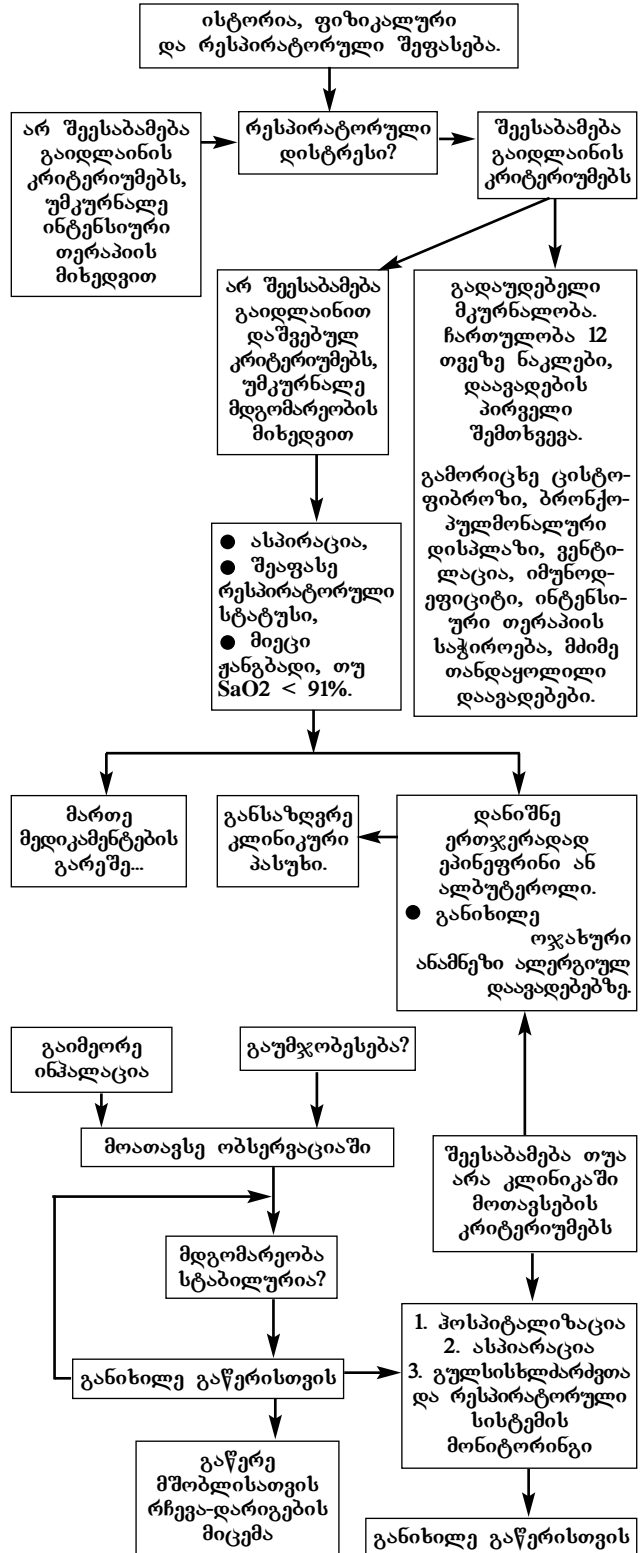 ისტორია, ფიზიკალური
და რესპირატორული შეფასება.
არ შეესაბამება
გაიდლაინის
კრიტერიუმებს,
უმკურნალე
ინტენსიური
თერაპიის
მიხედვით
რესპირატორული
დისტრესი?
შეესაბამება
გაიდლაინის
კრიტერიუმებს
არ შეესაბამება
გაიდლაინით
დაშვებულ
კრიტერიუმებს,
უმკურნალე
მდგომარეობის
მიხედვით
გადაუდებელი
მკურნალობა.
ჩართულობა 12
თვეზე ნაკლები,
დაავადების
პირველი
შემთხვევა.
გამორიცხე ცისტო-
ფიბროზი, ბრონქო-
პულმონალური
დისპლაზი, ვენტი-
ლაცია, იმუნოდ-
ეფიციტი, ინტენსი-
ური თერაპიის
საჭიროება, მძიმე
თანდაყოლილი
დაავადებები.
● ასპირაცია,
● შეაფასე
რესპირატორული
სტატუსი,
● მიეცი
ჟანგბადი, თუ
SaO2 < 91%.
მართე
მედიკამენტების
გარეშე...
განსაზღვრე
კლინიკური
პასუხი.
დანიშნე
ერთჯერადად
ეპინეფრინი ან
ალბუტეროლი.
● განიხილე
ოჯახური
ანამნეზი ალერგიულ
დაავადებებზე.
გაიმეორე
ინჰალაცია
გაუმჯობესება?
მოათავსე ობსერვაციაში
შეესაბამება თუა
არა კლინიკაში
მოთავსების
კრიტერიუმებს
მდგომარეობა
სტაბილურია?
განიხილე გაწერისთვის
1. ჰოსპიტალიზაცია
2. ასპიარაცია
3. გულსისხლძარძვთა
და რესპირატორული
სისტემის
მონიტორინგი
გაწერე
მშობლისათვის
რჩევა-დარიგების
მიცემა
განიხილე გაწერისთვის